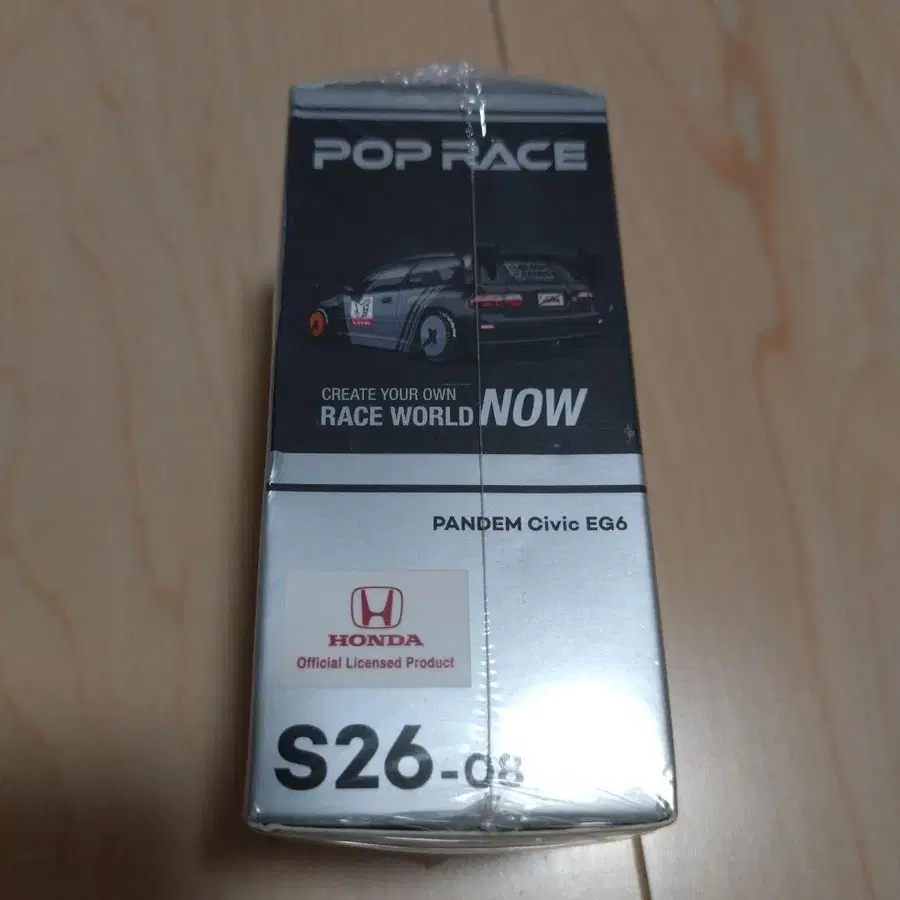 POP RACE
CREATE YOUR OWN
RACE WORLD NOW
PANDEM Civic EG6
HONDA
Official Licensed Product
S26-08